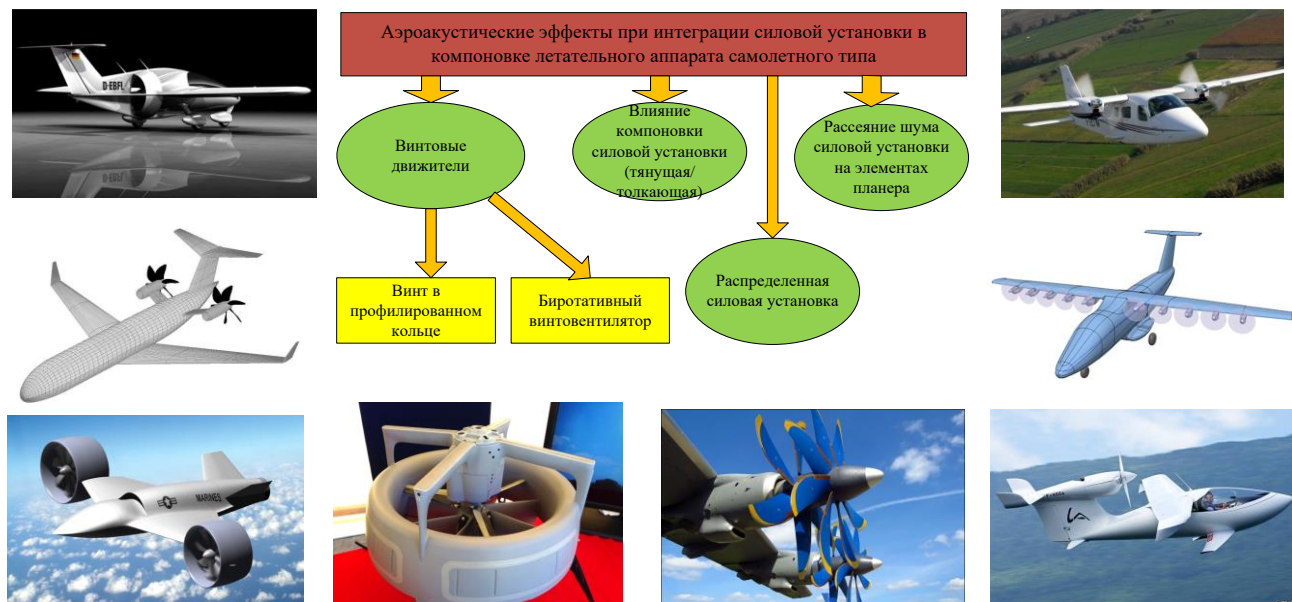 Аэроакустические эффекты при интеграции силовой установки в
компоновке летательного аппарата самолетного типа
Винтовые
движители
Влияние
компоновки
силовой установки
(тянущая/
толкающая)
Рассеяние шума
силовой установки
на элементах
планера
Винт в
профилированном
кольце
Биротативный
винтовентилятор
Распределенная
силовая установка
D-EBFL
MARINES